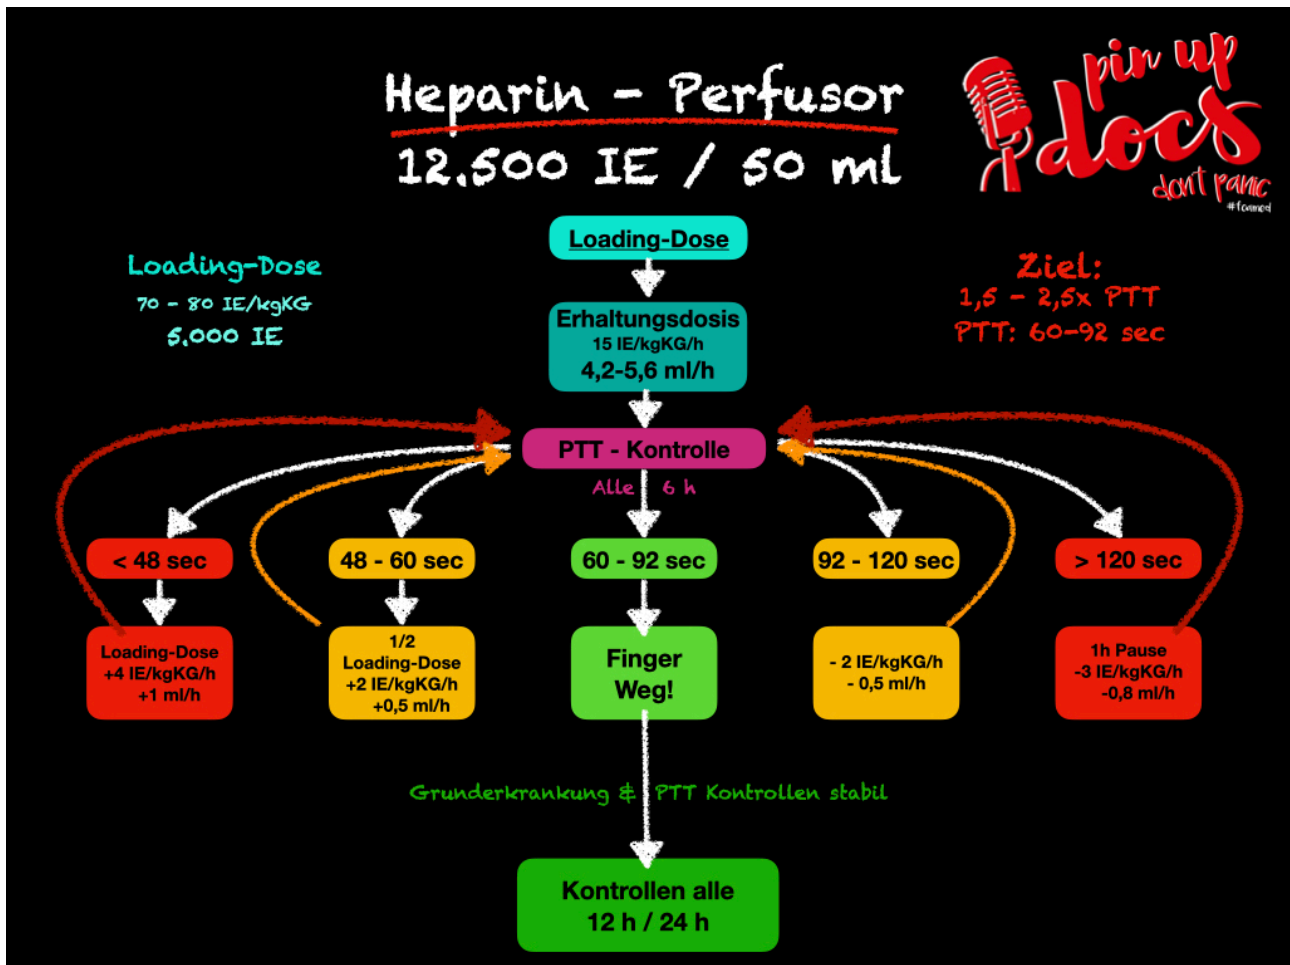 Heparin - Perfusor
12.500 IE / 50 ml
pin up
docs
don't panic
#foamed
Loading-Dose
70 - 80 IE/kgKG
5.000 IE
Loading-Dose
Erhaltungsdosis
15 IE/kgKG/h
4,2-5,6 ml/h
Ziel:
1,5 - 2,5x PTT
PTT: 60-92 sec
PTT - Kontrolle
Alle 6 h
< 48 sec
48 - 60 sec
60 - 92 sec
92 - 120 sec
> 120 sec
Loading-Dose
+4 IE/kgKG/h
+1 ml/h
1/2
Loading-Dose
+2 IE/kgKG/h
+0,5 ml/h
Finger
Weg!
- 2 IE/kgKG/h
- 0,5 ml/h
1h Pause
-3 IE/kgKG/h
-0,8 ml/h
Grunderkrankung & PTT Kontrollen stabil
Kontrollen alle
12 h / 24 h